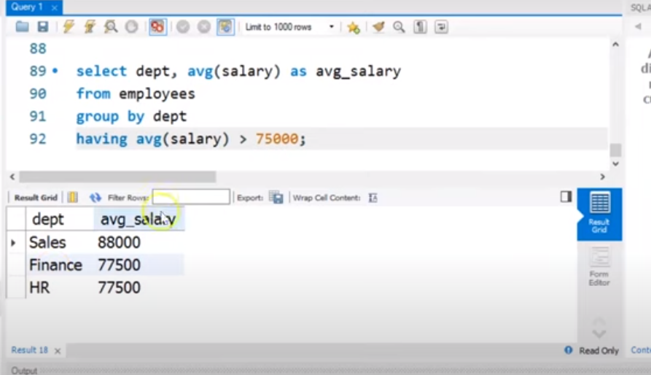 Query 1
SQLA
Limit to 1000 rows
88
89 select dept, avg(salary) as avg_salary
90 from employees
91 group by dept
92 having avg(salary) > 75000;
Result Grid Filter Rows: Export: Wrap Cell Content:
dept avg_salary
Sales 88000
Finance 77500
HR 77500
Result
Grid
Form
Editor
Result 18
Read Only
Output